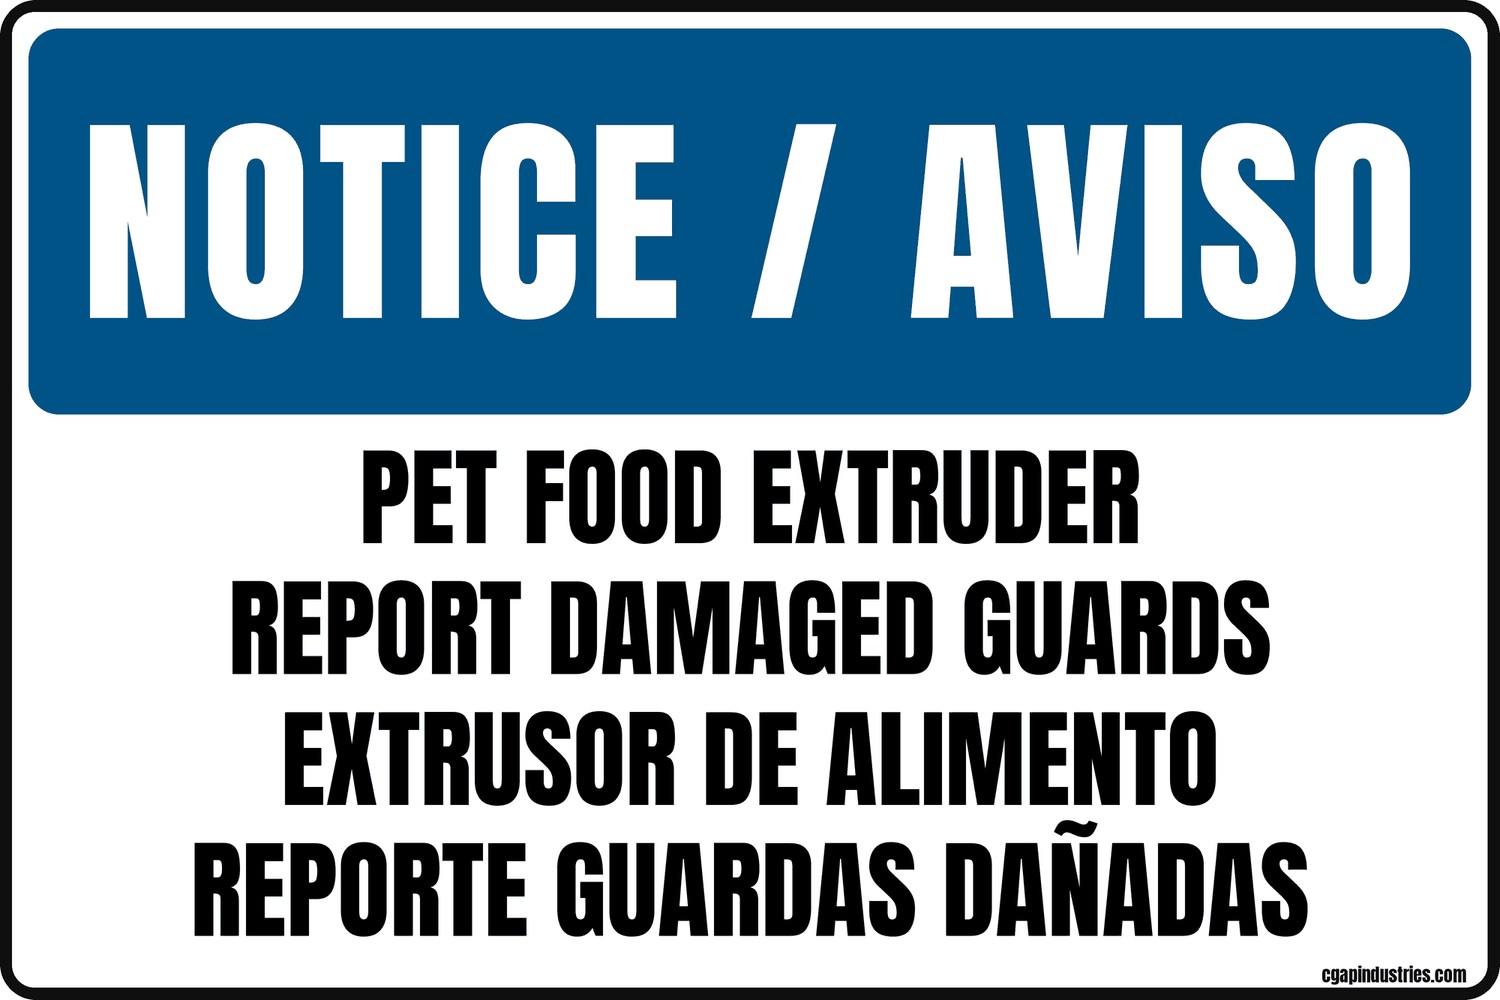 NOTICE / AVISO
PET FOOD EXTRUDER
REPORT DAMAGED GUARDS
EXTRUSOR DE ALIMENTO
REPORTE GUARDAS DAÑADAS
cgapindustries.com